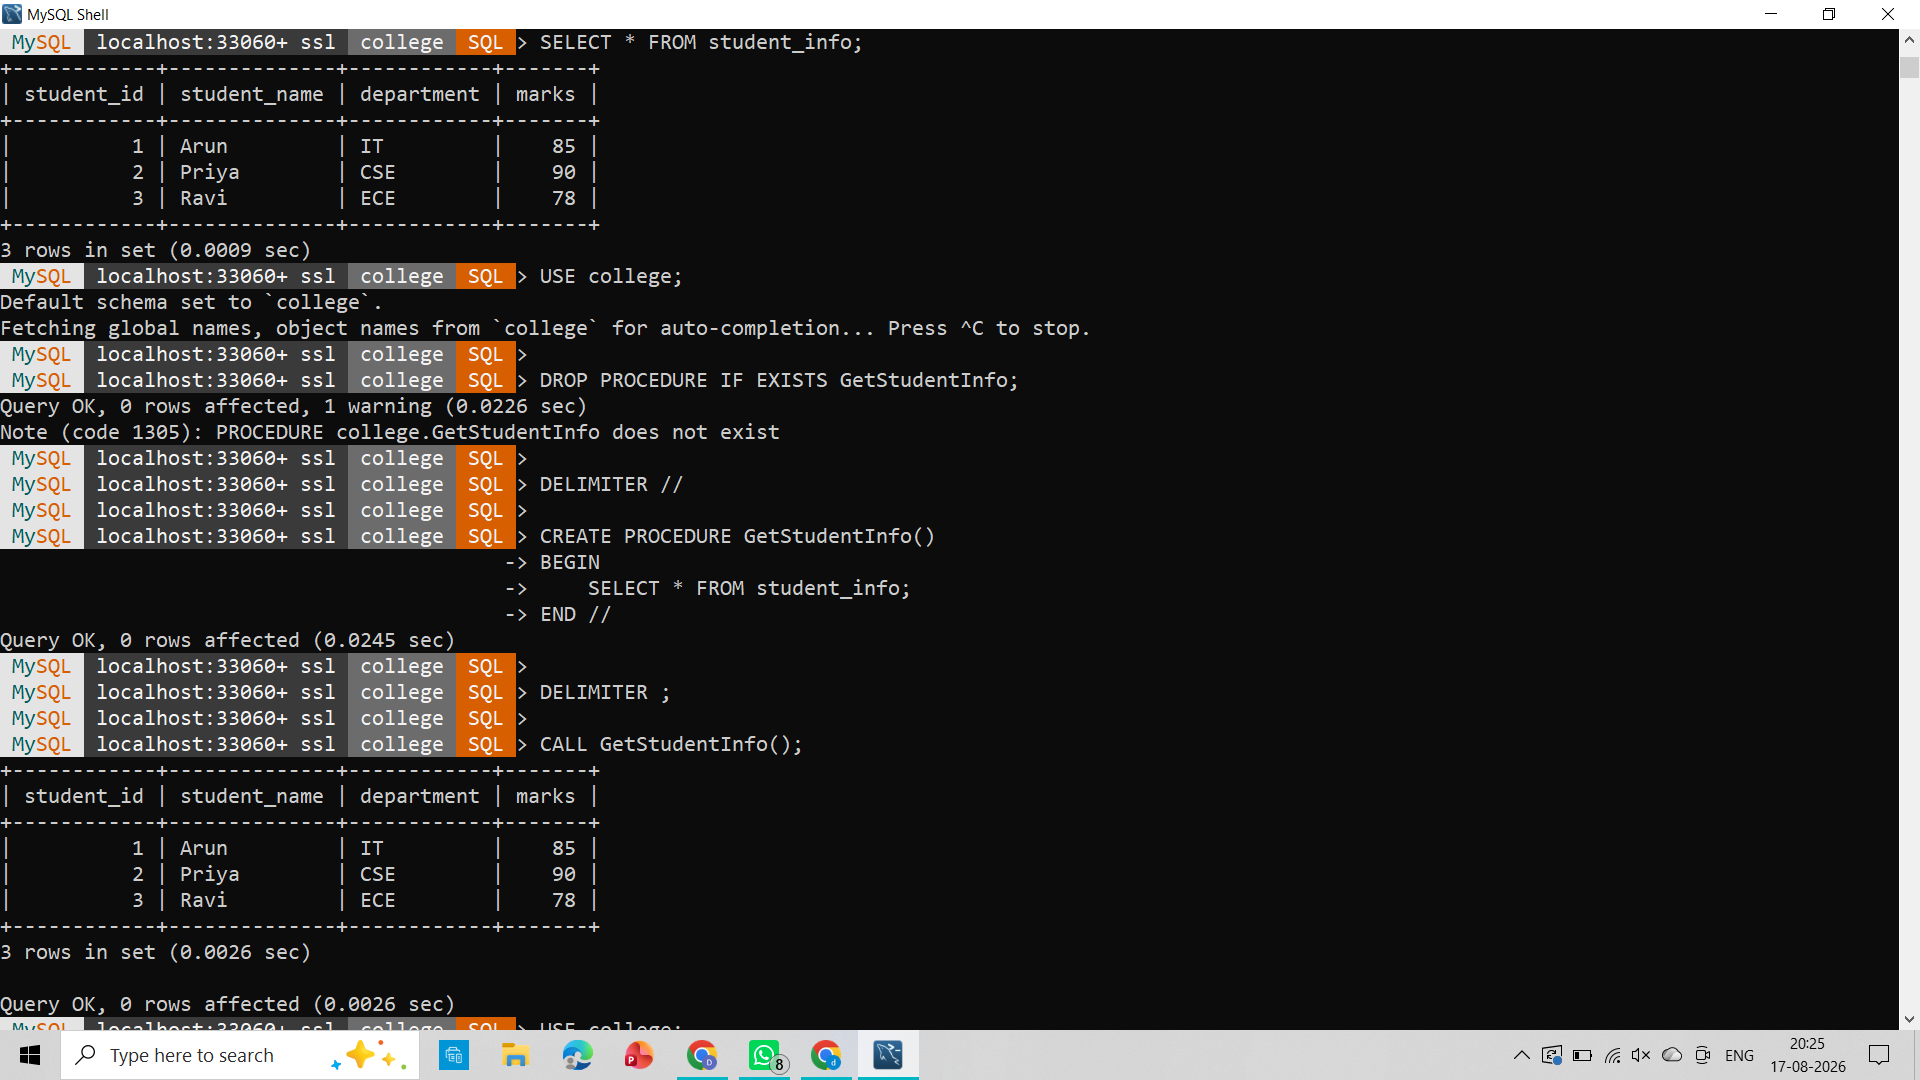 MySQL Shell
MySQL localhost:33060+ ssl college SQL > SELECT * FROM student_info;
+------------+--------------+------------+-------+
| student_id | student_name | department | marks |
+------------+--------------+------------+-------+
|          1 | Arun         | IT         |    85 |
|          2 | Priya        | CSE        |    90 |
|          3 | Ravi         | ECE        |    78 |
+------------+--------------+------------+-------+
3 rows in set (0.0009 sec)
MySQL localhost:33060+ ssl college SQL > USE college;
Default schema set to `college`.
Fetching global names, object names from `college` for auto-completion... Press ^C to stop.
MySQL localhost:33060+ ssl college SQL >
MySQL localhost:33060+ ssl college SQL > DROP PROCEDURE IF EXISTS GetStudentInfo;
Query OK, 0 rows affected, 1 warning (0.0226 sec)
Note (code 1305): PROCEDURE college.GetStudentInfo does not exist
MySQL localhost:33060+ ssl college SQL >
MySQL localhost:33060+ ssl college SQL > DELIMITER //
MySQL localhost:33060+ ssl college SQL >
MySQL localhost:33060+ ssl college SQL > CREATE PROCEDURE GetStudentInfo()
-> BEGIN
->     SELECT * FROM student_info;
-> END //
Query OK, 0 rows affected (0.0245 sec)
MySQL localhost:33060+ ssl college SQL >
MySQL localhost:33060+ ssl college SQL > DELIMITER ;
MySQL localhost:33060+ ssl college SQL >
MySQL localhost:33060+ ssl college SQL > CALL GetStudentInfo();
+------------+--------------+------------+-------+
| student_id | student_name | department | marks |
+------------+--------------+------------+-------+
|          1 | Arun         | IT         |    85 |
|          2 | Priya        | CSE        |    90 |
|          3 | Ravi         | ECE        |    78 |
+------------+--------------+------------+-------+
3 rows in set (0.0026 sec)
Query OK, 0 rows affected (0.0026 sec)
MySQL localhost:33060+ ssl college SQL > USE college;
Type here to search
P
D
8
d
ENG
20:25
17-08-2026